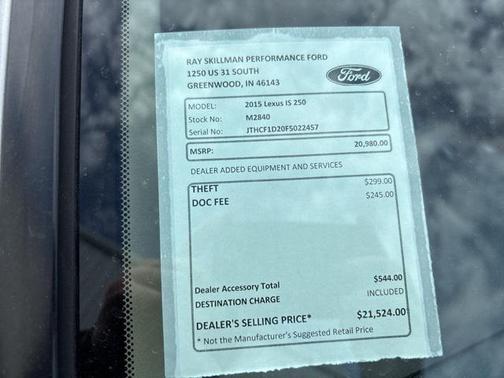 RAY SKILLMAN PERFORMANCE FORD
1250 US 31 SOUTH
GREENWOOD, IN 46143
Ford
MODEL: 2015 Lexus IS 250
Stock No: M2840
Serial No: JTHCF1D20F5022457
MSRP: 20,980.00
DEALER ADDED EQUIPMENT AND SERVICES
THEFT $299.00
DOC FEE $245.00
Dealer Accessory Total $544.00
DESTINATION CHARGE INCLUDED
DEALER'S SELLING PRICE* $21,524.00
* Not the Manufacturer's Suggested Retail Price